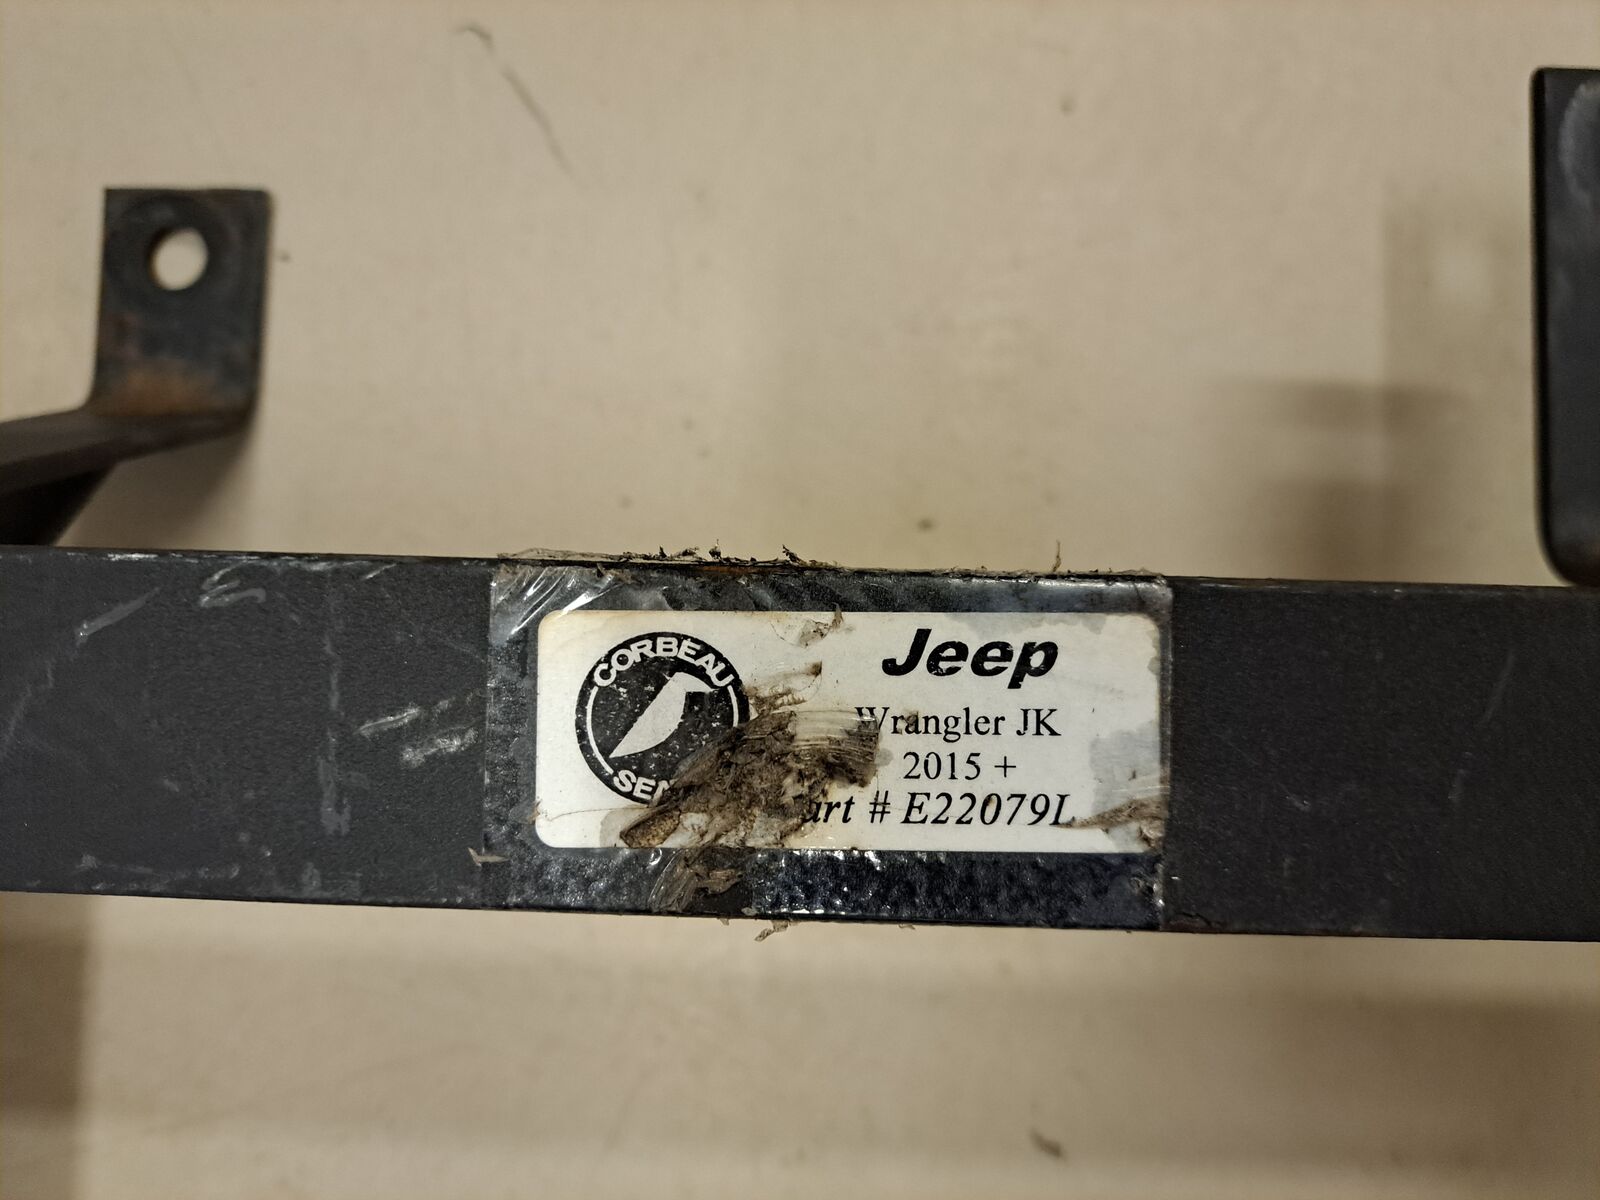 CORBEAU
Jeep
Wrangler JK
2015 +
# E22079L